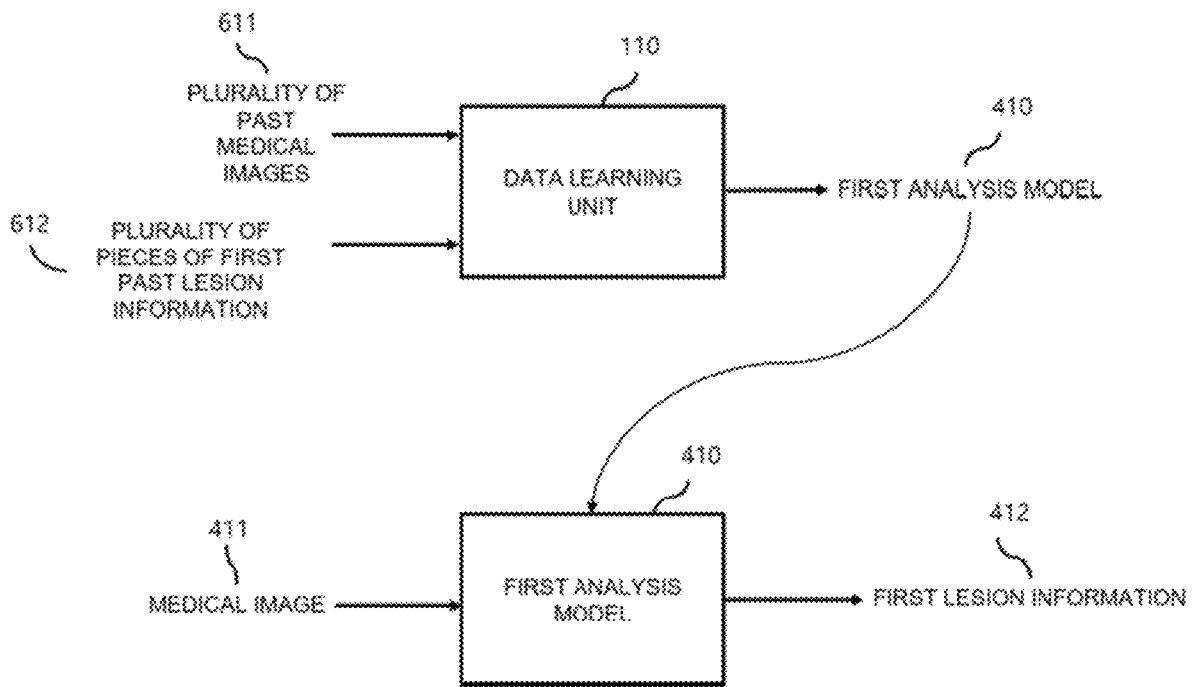 611
PLURALITY OF
PAST
MEDICAL
IMAGES
110
DATA LEARNING
UNIT
410
FIRST ANALYSIS MODEL
612
PLURALITY OF
PIECES OF FIRST
PAST LESION
INFORMATION
411
MEDICAL IMAGE
410
FIRST ANALYSIS
MODEL
412
FIRST LESION INFORMATION